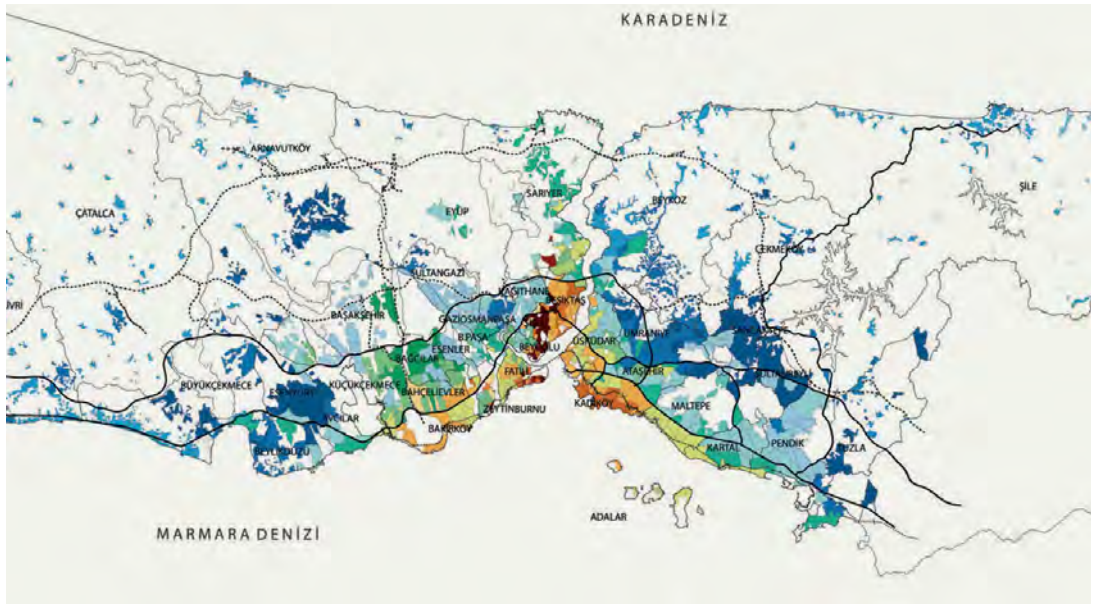 KARADENİZ
ARNAVUTKÖY
SARIYER
ŞİLE
BEYKOZ
ÇATALCA
EYÜP
ÇEKMEKÖY
SULTANGAZİ
KAĞITHANE
BEŞİKTAŞ
İVRİ
BAŞAKŞEHİR
GAZİOSMANPAŞA
ÜMRANİYE
SANCAKTEPE
B.PAŞA
BEYOĞLU
ÜSKÜDAR
ESENLER
BAĞCILAR
FATİH
ATAŞEHİR
SULTANBEYLİ
BÜYÜKÇEKMECE
KÜÇÜKÇEKMECE
ESENYURT
BAHÇELİEVLER
ZEYTİNBURNU
KADIKÖY
MALTEPE
AVCILAR
BAKIRKÖY
KARTAL
PENDİK
TUZLA
BEYLİKDÜZÜ
ADALAR
MARMARA DENİZİ